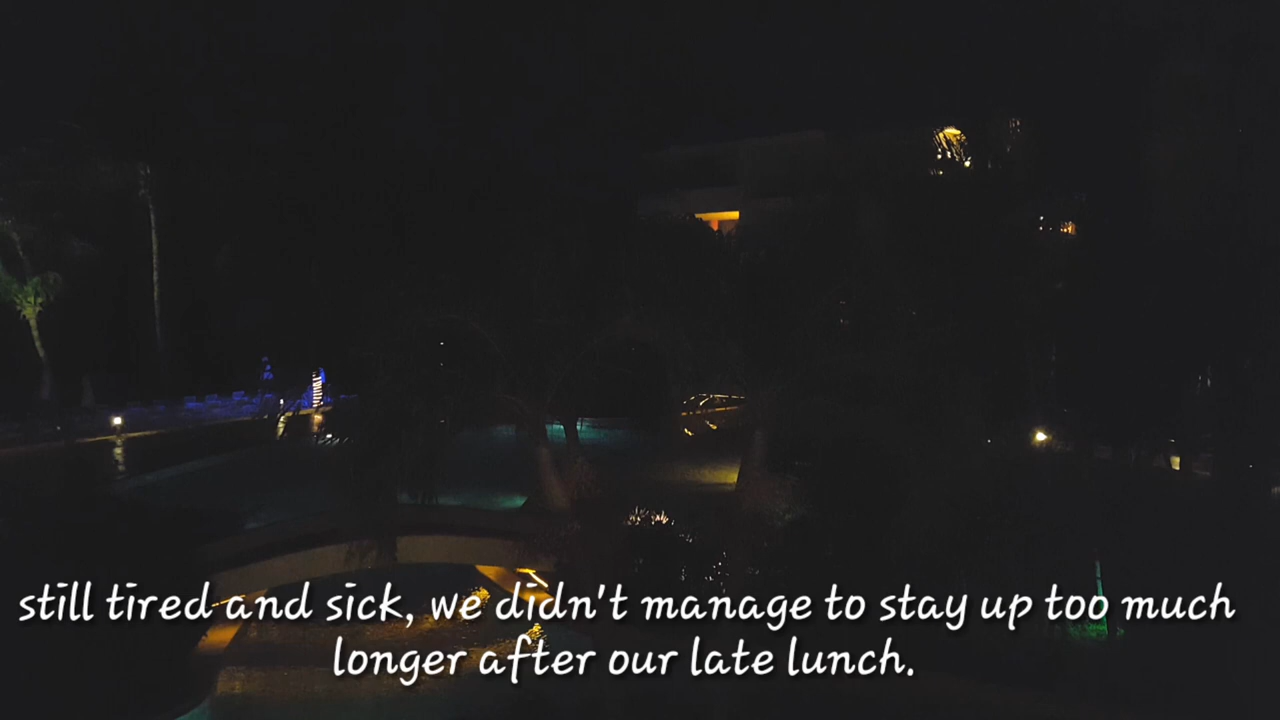 still tired and sick, we didn't manage to stay up too much
longer after our late lunch.